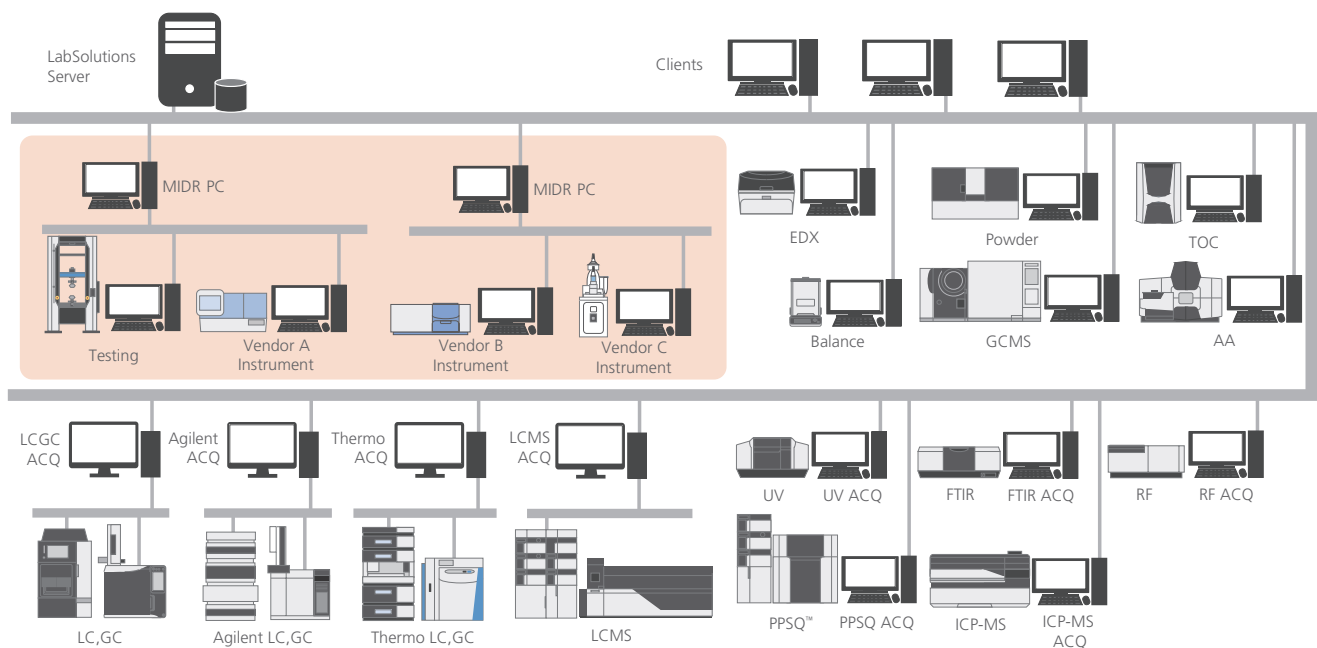 LabSolutions
Server
Clients
MIDR PC
MIDR PC
EDX
Powder
TOC
Testing
Vendor A
Instrument
Vendor B
Instrument
Vendor C
Instrument
Balance
GCMS
AA
LCGC
ACQ
Agilent
ACQ
Thermo
ACQ
LCMS
ACQ
UV
UV ACQ
FTIR
FTIR ACQ
RF
RF ACQ
LC,GC
Agilent LC,GC
Thermo LC,GC
LCMS
PPSQ™
PPSQ ACQ
ICP-MS
ICP-MS
ACQ